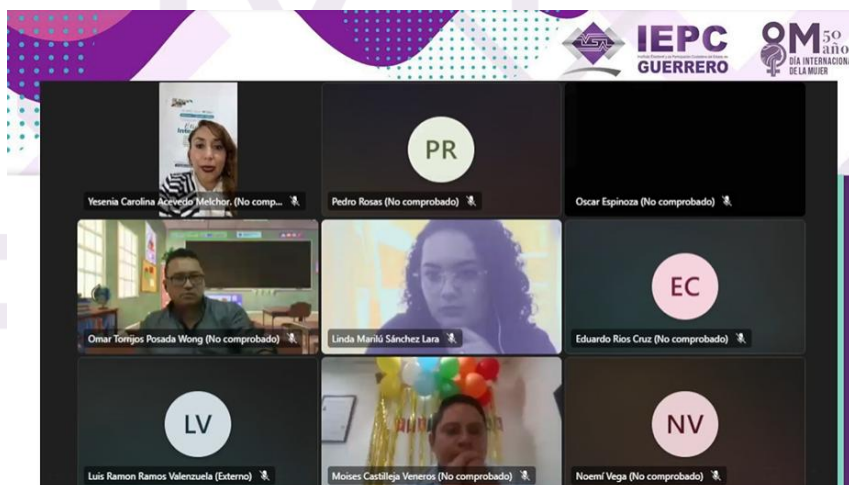 IEPC
GUERRERO
8M 50 años
DÍA INTERNACIONAL
DE LA MUJER
PR
Yesenia Carolina Acevedo Melchor. (No comp...
Pedro Rosas (No comprobado)
Oscar Espinoza (No comprobado)
EC
Omar Torrijos Posada Wong (No comprobado)
Linda Marilú Sánchez Lara
Eduardo Rios Cruz (No comprobado)
LV
NV
Luis Ramon Ramos Valenzuela (Externo)
Moises Castilleja Veneros (No comprobado)
Noemí Vega (No comprobado)